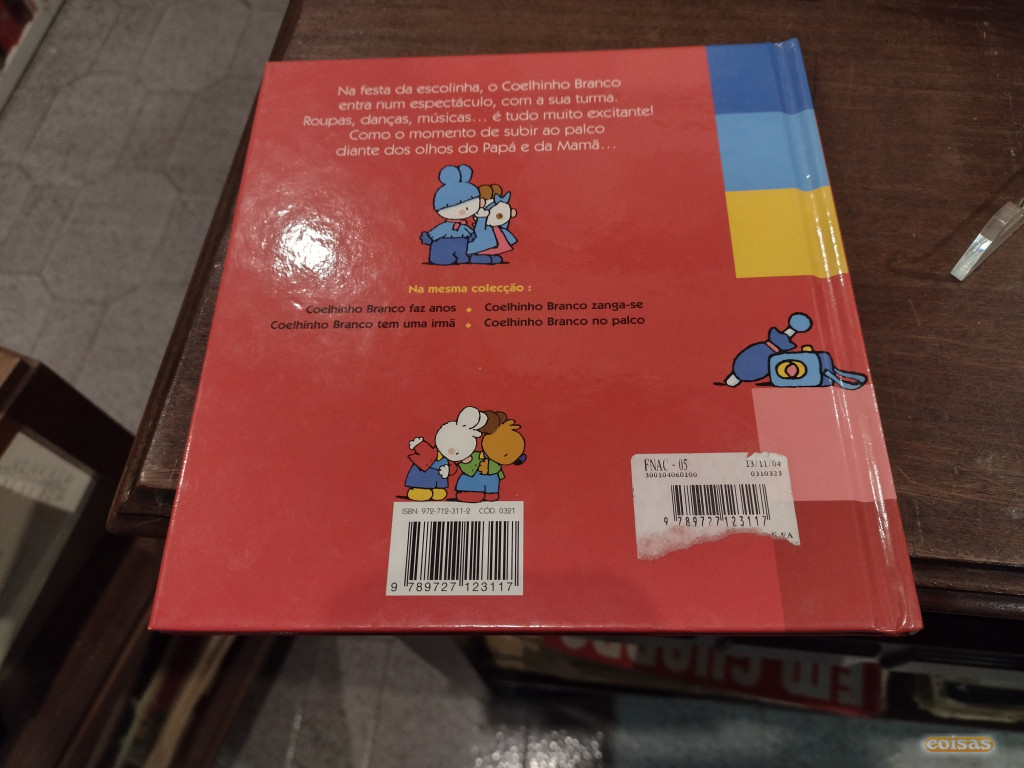 Na festa da escolinha, o Coelhinho Branco
entra num espectáculo, com a sua turma.
Roupas, danças, músicas... é tudo muito excitante!
Como o momento de subir ao palco
diante dos olhos do Papá e da Mamã...
Na mesma colecção :
Coelhinho Branco faz anos • Coelhinho Branco zanga-se
Coelhinho Branco tem uma irmã • Coelhinho Branco no palco
FNAC - 05 13/11/04
300104060100 0310323
9 789727 123117
ISBN: 972-712-311-2 CÓD. 0321
9 789727 123117
EM CUECAS
coisas